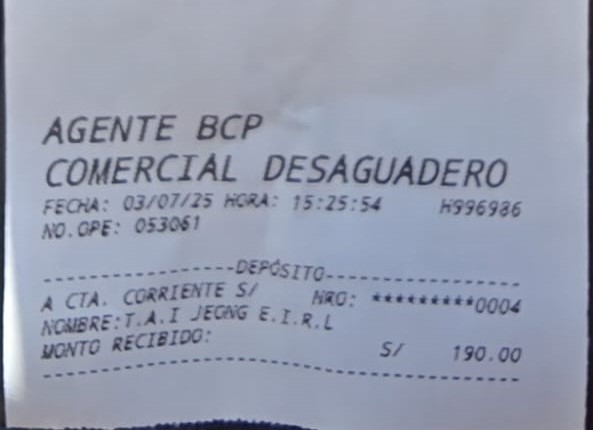 AGENTE BCP
COMERCIAL DESAGUADERO
FECHA: 03/07/25 HORA: 15:25:54 H996986
NO.OPE: 053061
--------------------DEPÓSITO--------------------
A CTA. CORRIENTE S/ NRO: *********0004
NOMBRE:T.A.I JEONG E.I.R.L
MONTO RECIBIDO: S/ 190.00
--------------------------------------------------